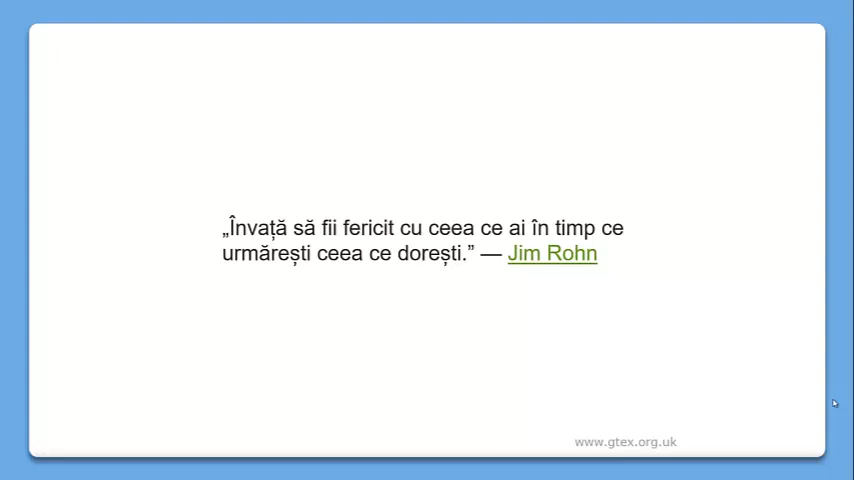 „Învață să fii fericit cu ceea ce ai în timp ce
urmărești ceea ce dorești.” — Jim Rohn
www.gtex.org.uk